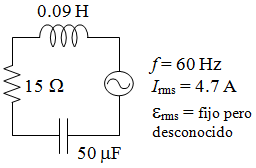 0.09 H
15 Ω
50 μF
f = 60 Hz
Irms = 4.7 A
εrms = fijo pero
desconocido